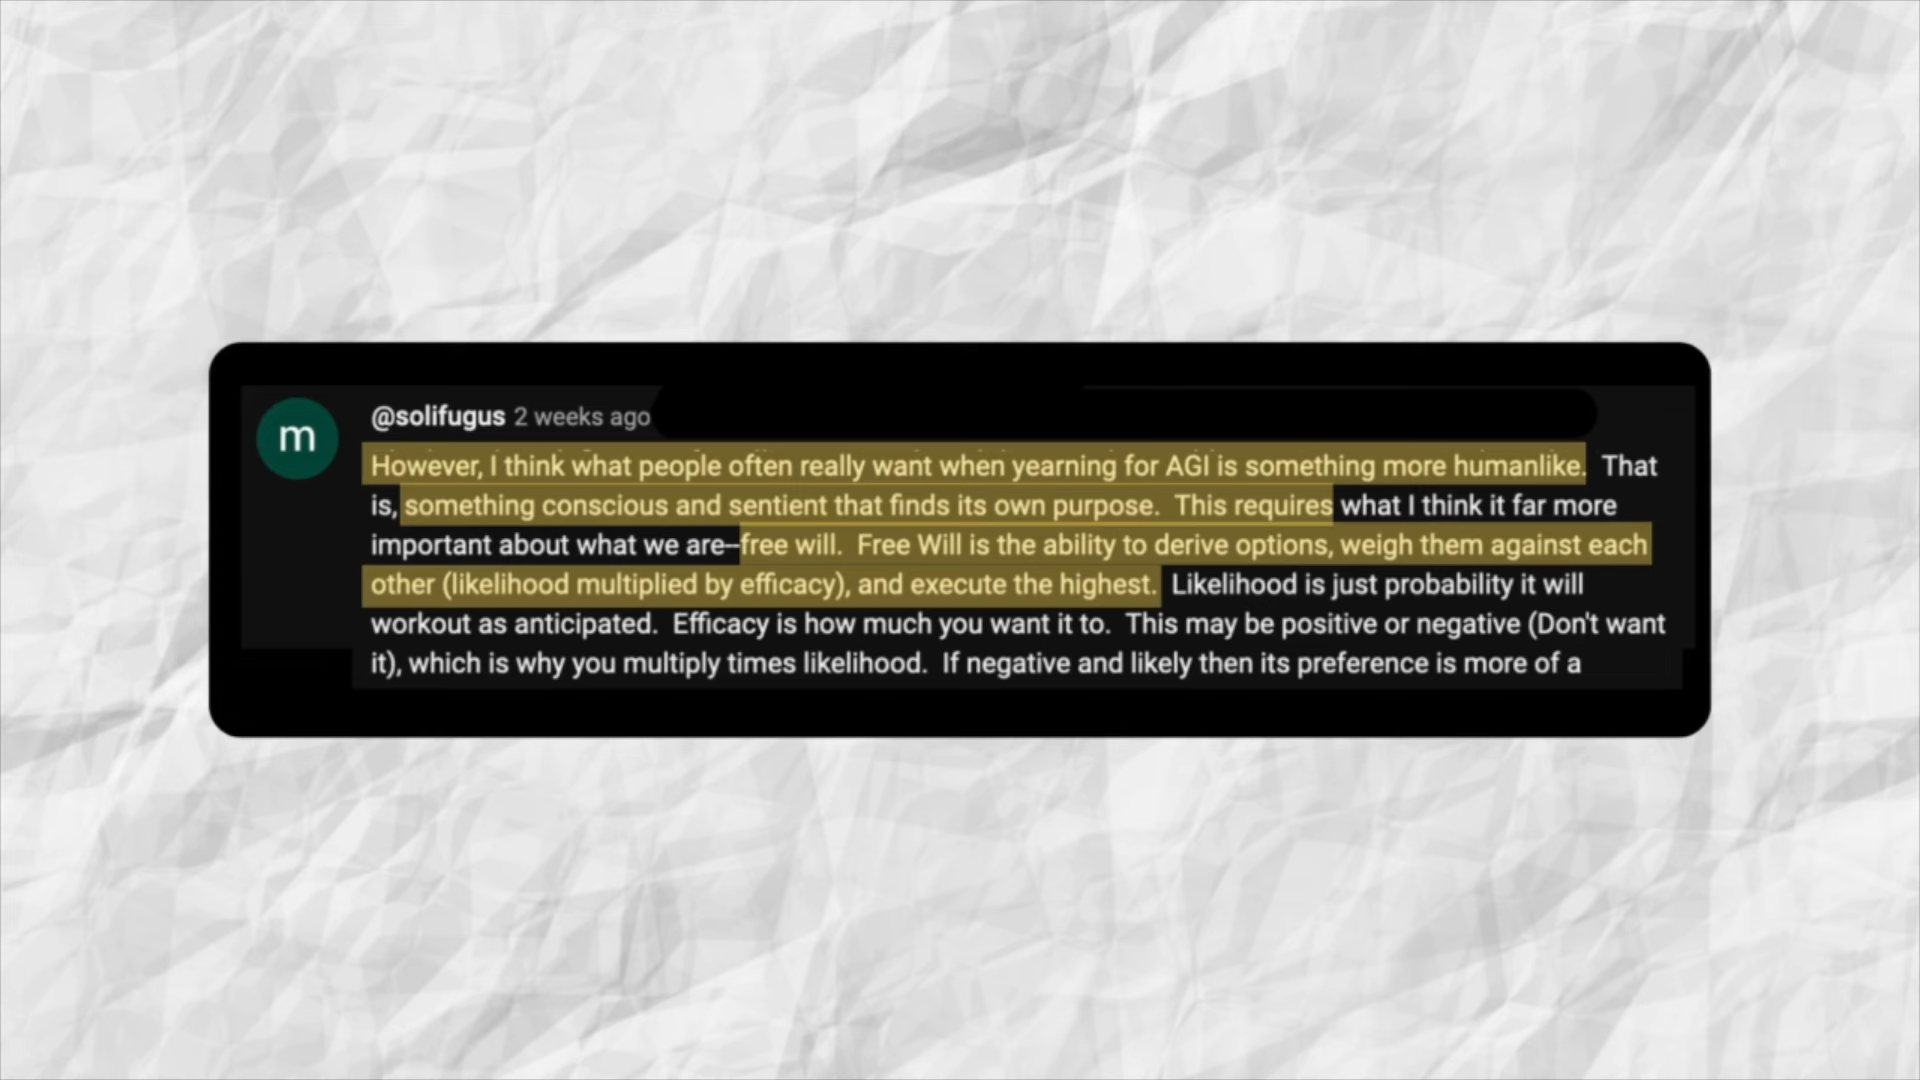 m
@solifugus 2 weeks ago
However, I think what people often really want when yearning for AGI is something more humanlike. That
is, something conscious and sentient that finds its own purpose. This requires what I think it far more
important about what we are--free will. Free Will is the ability to derive options, weigh them against each
other (likelihood multiplied by efficacy), and execute the highest. Likelihood is just probability it will
workout as anticipated. Efficacy is how much you want it to. This may be positive or negative (Don't want
it), which is why you multiply times likelihood. If negative and likely then its preference is more of a